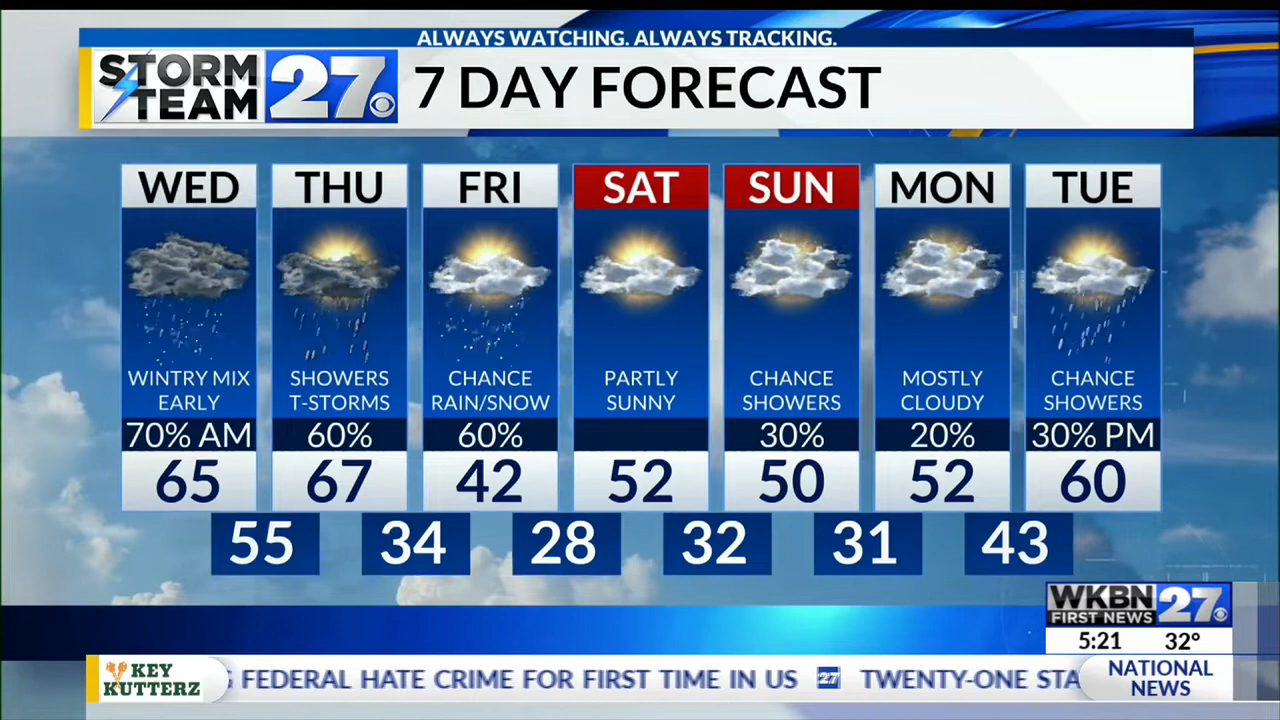 ALWAYS WATCHING. ALWAYS TRACKING.
STORM
TEAM
27
7 DAY FORECAST
WED THU FRI SAT SUN MON TUE
WINTRY MIX EARLY
SHOWERS T-STORMS
CHANCE RAIN/SNOW
PARTLY SUNNY
CHANCE SHOWERS
MOSTLY CLOUDY
CHANCE SHOWERS
70% AM 60% 60% 30% 20% 30% PM
65 67 42 52 50 52 60
55 34 28 32 31 43
WKBN 27
FIRST NEWS
5:21 32°
KEY
KUTTERZ
FEDERAL HATE CRIME FOR FIRST TIME IN US 27 TWENTY-ONE
NATIONAL
NEWS